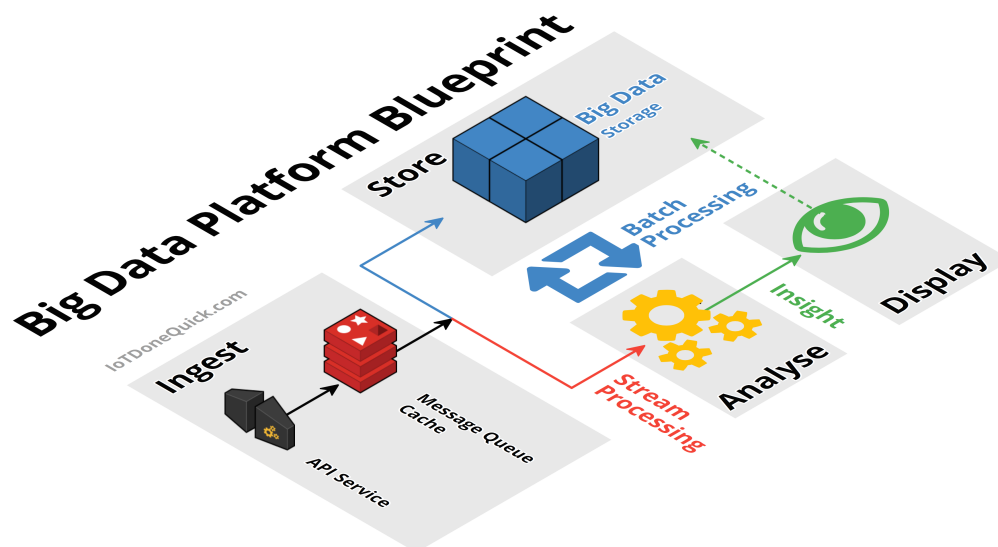 Big Data Platform Blueprint
IoTDoneQuick.com
Store
Big Data
Storage
Batch
Processing
Ingest
Message Queue
Cache
API Service
Stream
Processing
Analyse
Insight
Display